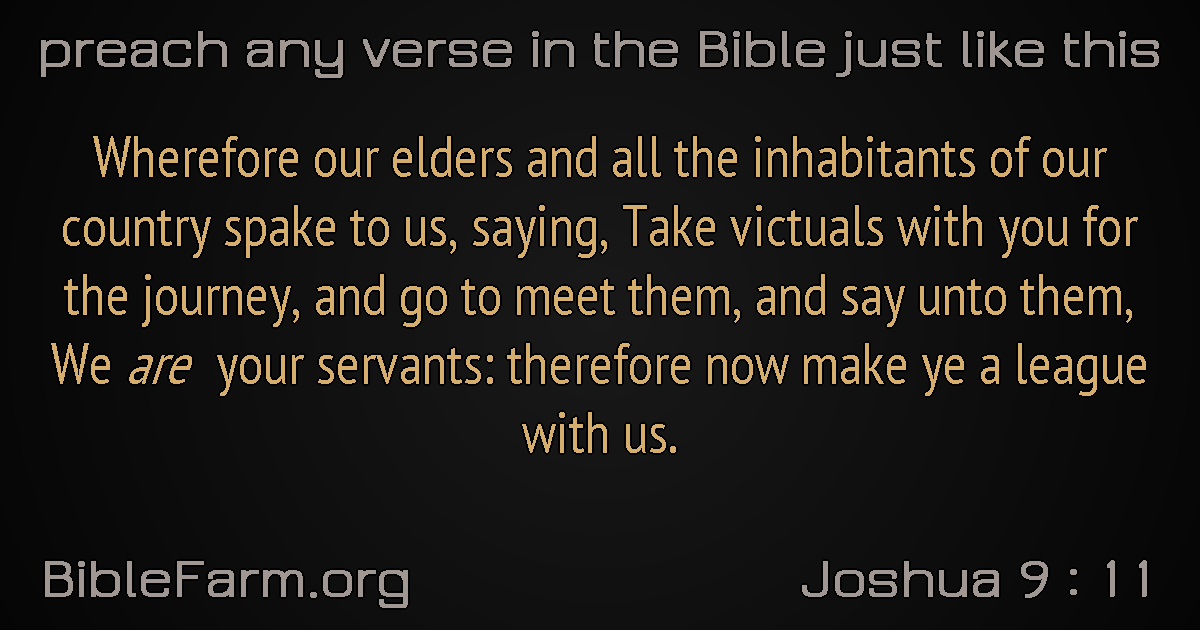 preach any verse in the Bible just like this
Wherefore our elders and all the inhabitants of our
country spake to us, saying, Take victuals with you for
the journey, and go to meet them, and say unto them,
We are your servants: therefore now make ye a league
with us.
BibleFarm.org
Joshua 9 : 11